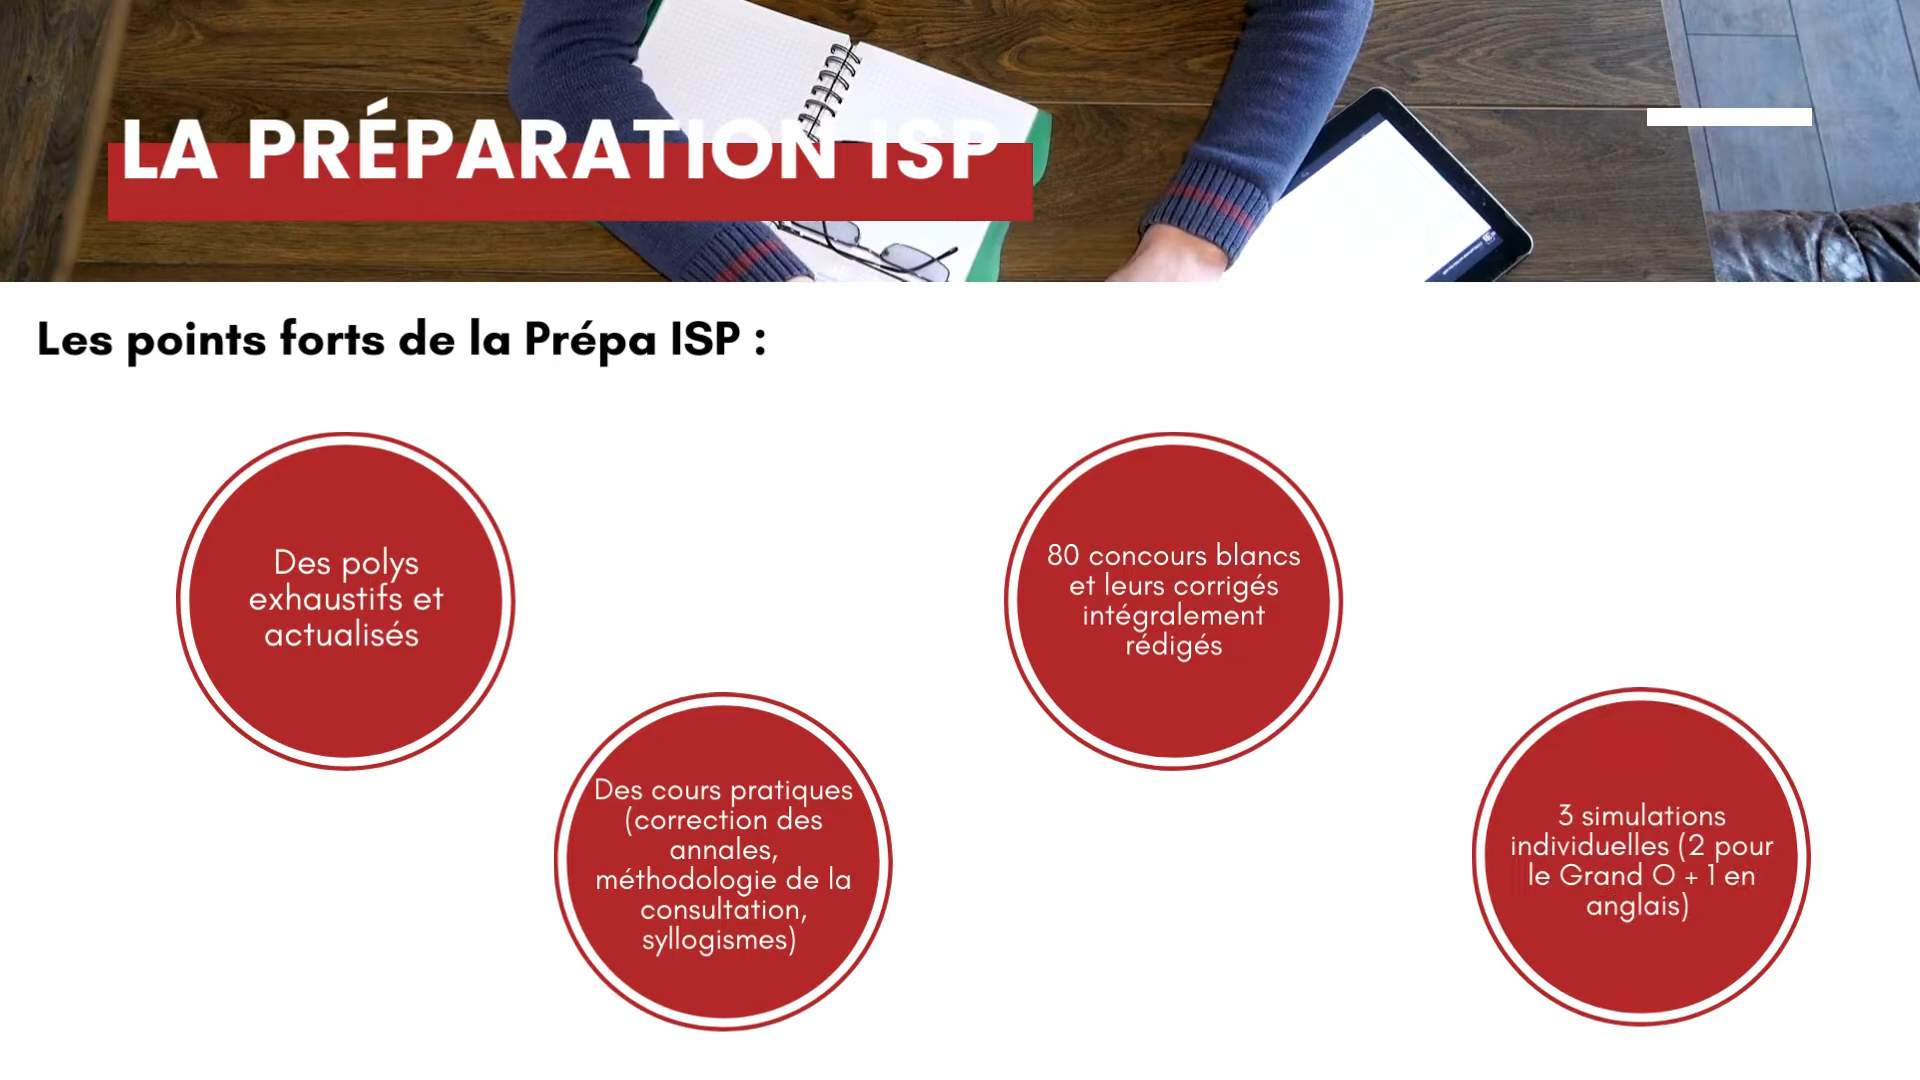 LA PRÉPARATION ISP
Les points forts de la Prépa ISP :
Des polys
exhaustifs et
actualisés
Des cours pratiques
(correction des
annales,
méthodologie de la
consultation,
syllogismes)
80 concours blancs
et leurs corrigés
intégralement
rédigés
3 simulations
individuelles (2 pour
le Grand O + 1 en
anglais)